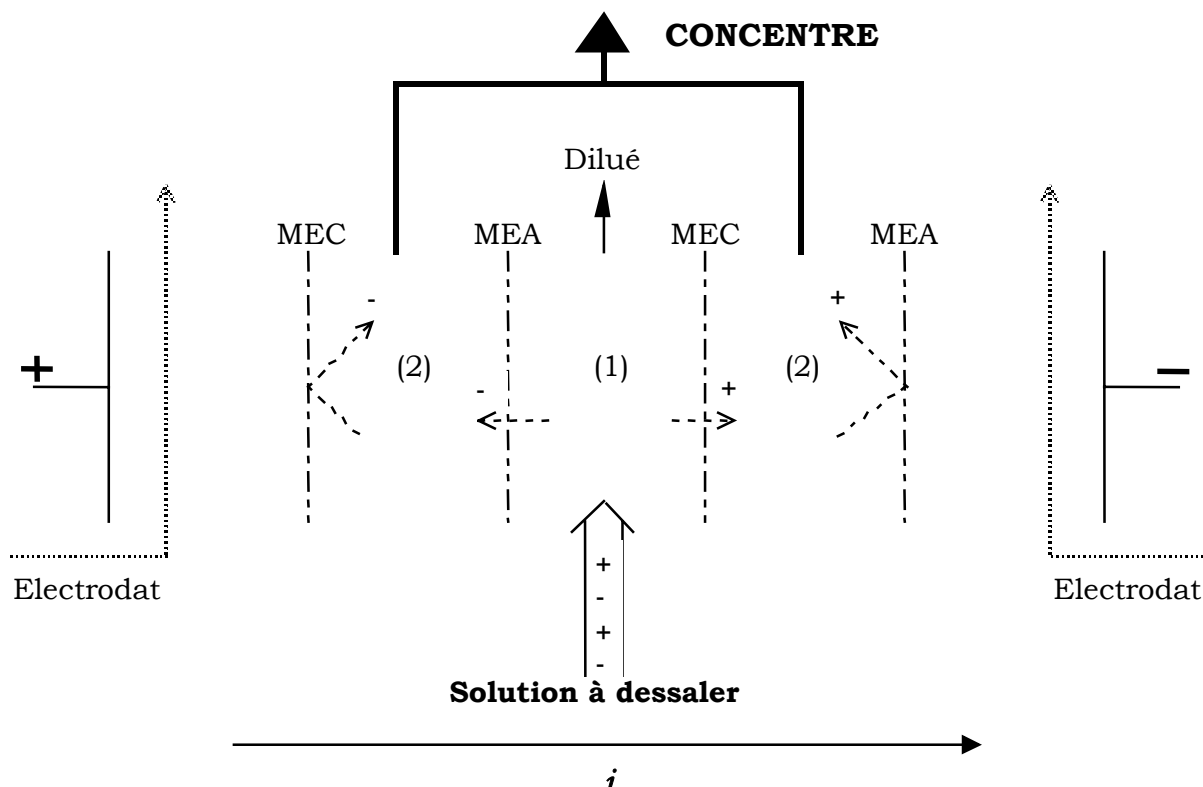 CONCENTRE
Dilué
MEC
MEA
MEC
MEA
-
+
+
(2)
(1)
(2)
-
-
+
Electrodat
Electrodat
+
-
+
-
Solution à dessaler
i